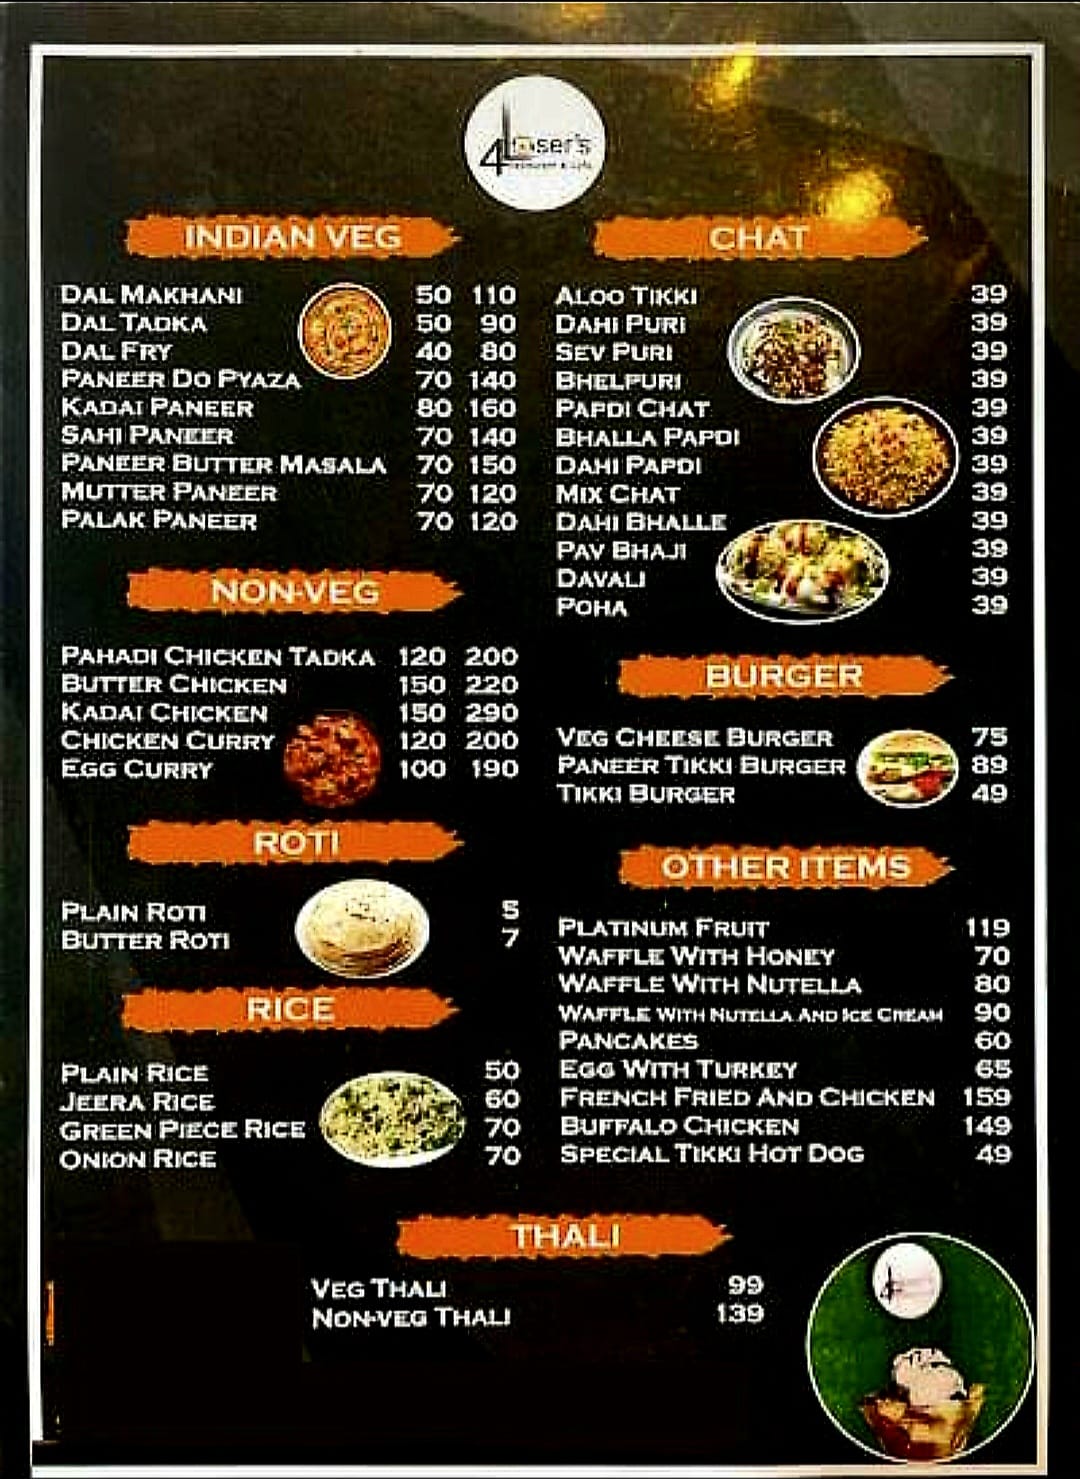 4Loser's
INDIAN VEG
DAL MAKHANI 50 110
DAL TADKA 50 90
DAL FRY 40 80
PANEER DO PYAZA 70 140
KADAI PANEER 80 160
SAHI PANEER 70 140
PANEER BUTTER MASALA 70 150
MUTTER PANEER 70 120
PALAK PANEER 70 120
NON-VEG
PAHADI CHICKEN TADKA 120 200
BUTTER CHICKEN 150 220
KADAI CHICKEN 150 290
CHICKEN CURRY 120 200
EGG CURRY 100 190
ROTI
PLAIN ROTI 5
BUTTER ROTI 7
RICE
PLAIN RICE 50
JEERA RICE 60
GREEN PIECE RICE 70
ONION RICE 70
CHAT
ALOO TIKKI 39
DAHI PURI 39
SEV PURI 39
BHELPURI 39
PAPDI CHAT 39
BHALLA PAPDI 39
DAHI PAPDI 39
MIX CHAT 39
DAHI BHALLE 39
PAV BHAJI 39
DAVALI 39
POHA 39
BURGER
VEG CHEESE BURGER 75
PANEER TIKKI BURGER 89
TIKKI BURGER 49
OTHER ITEMS
PLATINUM FRUIT 119
WAFFLE WITH HONEY 70
WAFFLE WITH NUTELLA 80
WAFFLE WITH NUTELLA AND ICE CREAM 90
PANCAKES 60
EGG WITH TURKEY 65
FRENCH FRIED AND CHICKEN 159
BUFFALO CHICKEN 149
SPECIAL TIKKI HOT DOG 49
THALI
VEG THALI 99
NON-VEG THALI 139